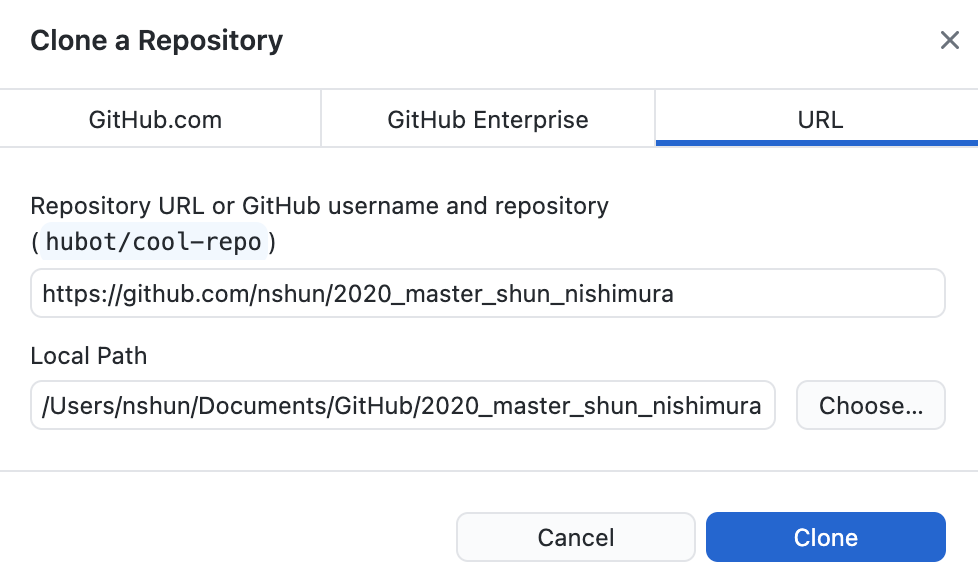 Clone a Repository
GitHub.com
GitHub Enterprise
URL
Repository URL or GitHub username and repository
(hubot/cool-repo)
https://github.com/nshun/2020_master_shun_nishimura
Local Path
/Users/nshun/Documents/GitHub/2020_master_shun_nishimura
Choose...
Cancel
Clone